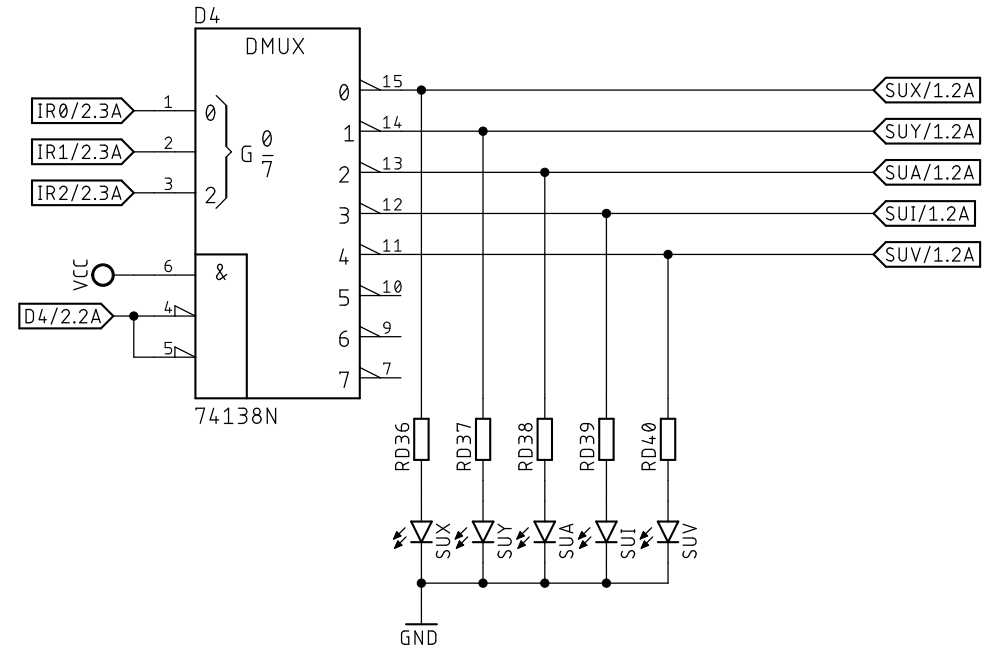 D4
DMUX
0 15 SUX/1.2A
IR0/2.3A 1 0
1 14 SUY/1.2A
IR1/2.3A 2 G 0/7
2 13 SUA/1.2A
IR2/2.3A 3 2
3 12 SUI/1.2A
4 11 SUV/1.2A
VCC 6 &
5 10
D4/2.2A 4
6 9
5
7 7
74138N
RD36 RD37 RD38 RD39 RD40
SUX SUY SUA SUI SUV
GND